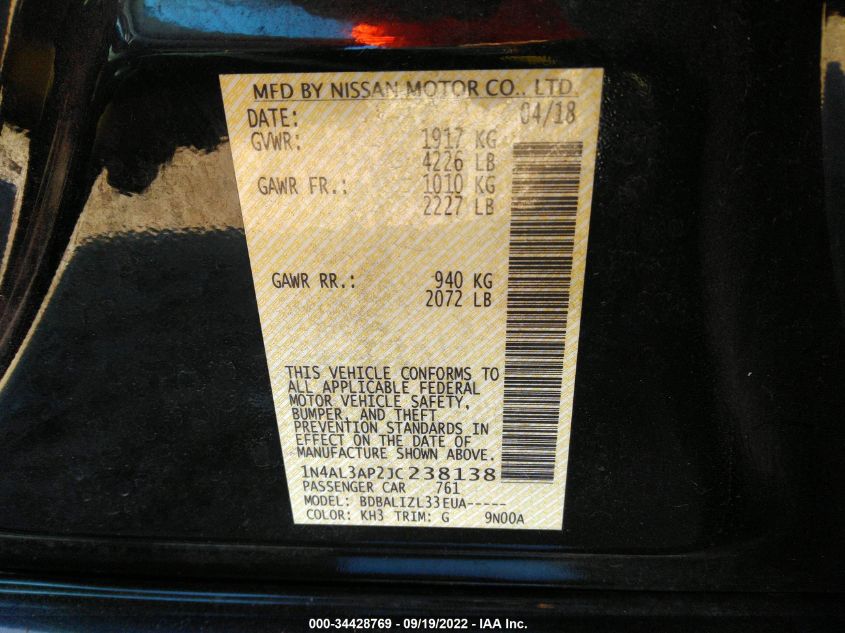 MFD BY NISSAN MOTOR CO., LTD.
DATE: 04/18
GVWR: 1917 KG
4226 LB
GAWR FR.: 1010 KG
2227 LB
GAWR RR.: 940 KG
2072 LB
THIS VEHICLE CONFORMS TO
ALL APPLICABLE FEDERAL
MOTOR VEHICLE SAFETY,
BUMPER, AND THEFT
PREVENTION STANDARDS IN
EFFECT ON THE DATE OF
MANUFACTURE SHOWN ABOVE.
1N4AL3AP2JC238138
PASSENGER CAR 761
MODEL: BDBALIZL33EUA-----
COLOR: KH3 TRIM: G 9N00A
000-34428769 - 09/19/2022 - IAA Inc.